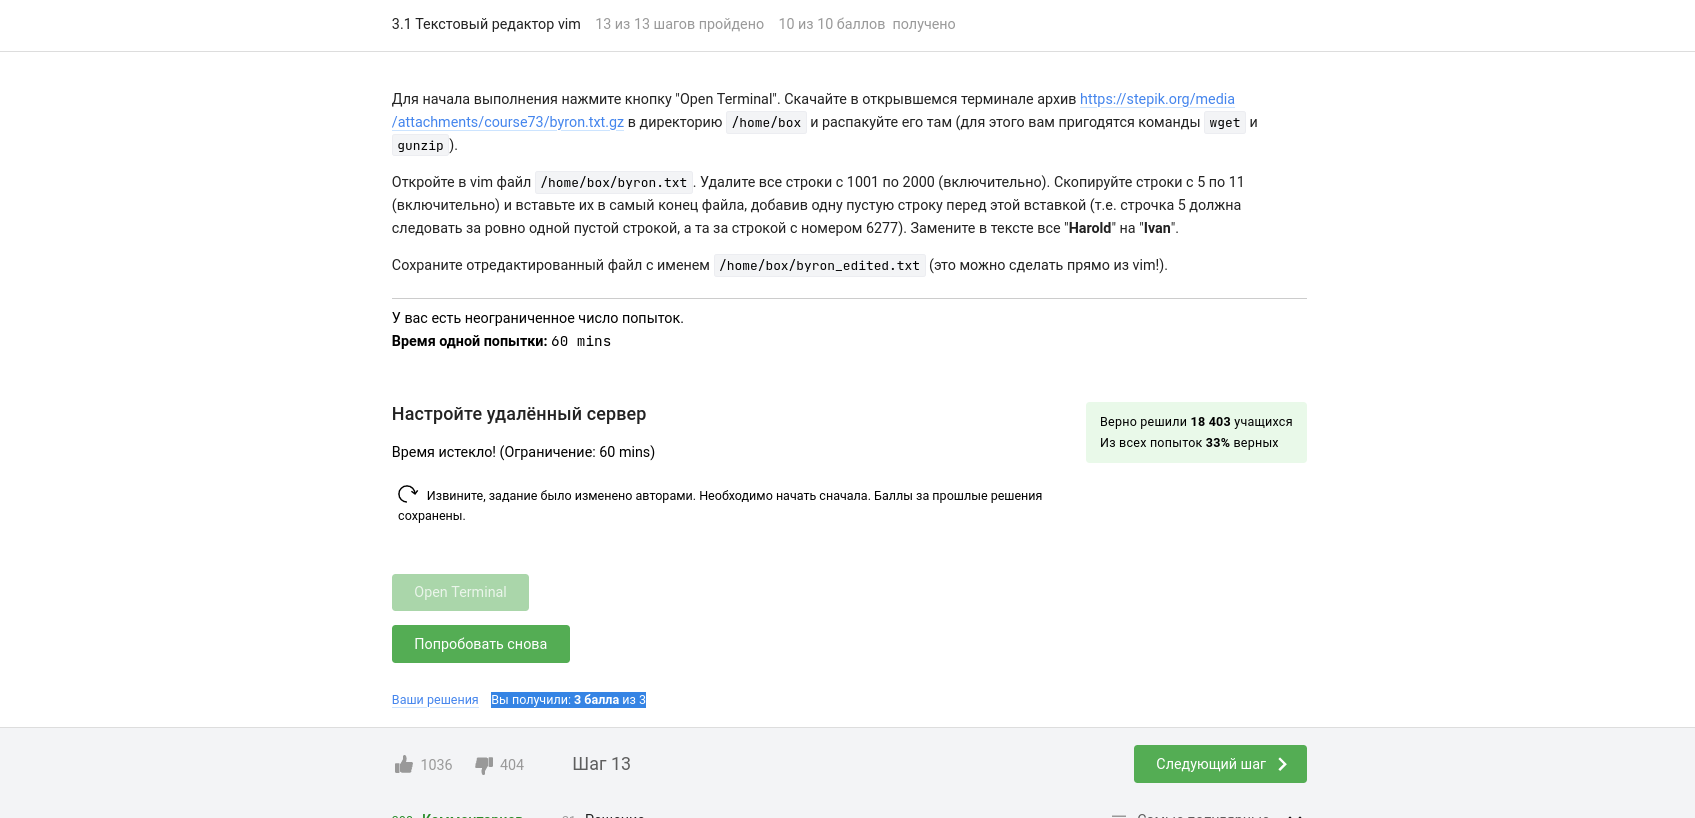 3.1 Текстовый редактор vim 13 из 13 шагов пройдено 10 из 10 баллов получено
Для начала выполнения нажмите кнопку "Open Terminal". Скачайте в открывшемся терминале архив https://stepik.org/media
/attachments/course73/byron.txt.gz в директорию /home/box и распакуйте его там (для этого вам пригодятся команды wget и
gunzip ).
Откройте в vim файл /home/box/byron.txt . Удалите все строки с 1001 по 2000 (включительно). Скопируйте строки с 5 по 11
(включительно) и вставьте их в самый конец файла, добавив одну пустую строку перед этой вставкой (т.е. строчка 5 должна
следовать за ровно одной пустой строкой, а та за строкой с номером 6277). Замените в тексте все "Harold" на "Ivan".
Сохраните отредактированный файл с именем /home/box/byron_edited.txt (это можно сделать прямо из vim!).
У вас есть неограниченное число попыток.
Время одной попытки: 60 mins
Настройте удалённый сервер
Верно решили 18 403 учащихся
Из всех попыток 33% верных
Время истекло! (Ограничение: 60 mins)
Извините, задание было изменено авторами. Необходимо начать сначала. Баллы за прошлые решения
сохранены.
Open Terminal
Попробовать снова
Ваши решения Вы получили: 3 балла из 3
1036 404 Шаг 13 Следующий шаг